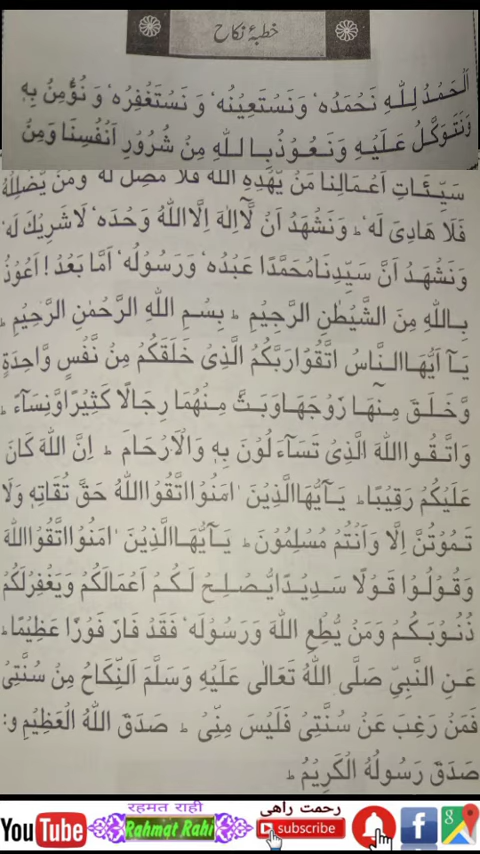 خطبۂ نکاح
اَلْحَمْدُ لِلّٰهِ نَحْمَدُهٗ وَنَسْتَعِيْنُهٗ وَنَسْتَغْفِرُهٗ وَنُؤْمِنُ بِهٖ
وَنَتَوَكَّلُ عَلَيْهِ وَنَعُوْذُ بِاللّٰهِ مِنْ شُرُوْرِ اَنْفُسِنَا وَمِنْ
سَيِّـَٔاتِ اَعْمَالِنَا مَنْ يَّهْدِهِ اللّٰهُ فَلَا مُضِلَّ لَهٗ وَمَنْ يُّضْلِلْهُ
فَلَا هَادِىَ لَهٗ ۔ وَنَشْهَدُ اَنْ لَّآ اِلٰهَ اِلَّا اللّٰهُ وَحْدَهٗ لَا شَرِيْكَ لَهٗ
وَنَشْهَدُ اَنَّ سَيِّدَنَا مُحَمَّدًا عَبْدُهٗ وَرَسُوْلُهٗ اَمَّا بَعْدُ! اَعُوْذُ
بِاللّٰهِ مِنَ الشَّيْطٰنِ الرَّجِيْمِ ۔ بِسْمِ اللّٰهِ الرَّحْمٰنِ الرَّحِيْمِ ۔
يَآ اَيُّهَا النَّاسُ اتَّقُوْا رَبَّكُمُ الَّذِىْ خَلَقَكُمْ مِنْ نَّفْسٍ وَّاحِدَةٍ
وَّخَلَقَ مِنْهَا زَوْجَهَا وَبَثَّ مِنْهُمَا رِجَالًا كَثِيْرًا وَّنِسَآءً ۔
وَاتَّقُوا اللّٰهَ الَّذِىْ تَسَآءَلُوْنَ بِهٖ وَالْاَرْحَامَ ۔ اِنَّ اللّٰهَ كَانَ
عَلَيْكُمْ رَقِيْبًا ۔ يَآ اَيُّهَا الَّذِيْنَ اٰمَنُوا اتَّقُوا اللّٰهَ حَقَّ تُقَاتِهٖ وَلَا
تَمُوْتُنَّ اِلَّا وَاَنْتُمْ مُسْلِمُوْنَ ۔ يَآ اَيُّهَا الَّذِيْنَ اٰمَنُوا اتَّقُوا اللّٰهَ
وَقُوْلُوْا قَوْلًا سَدِيْدًا يُّصْلِحْ لَكُمْ اَعْمَالَكُمْ وَيَغْفِرْ لَكُمْ
ذُنُوْبَكُمْ وَمَنْ يُّطِعِ اللّٰهَ وَرَسُوْلَهٗ فَقَدْ فَازَ فَوْزًا عَظِيْمًا ۔
عَنِ النَّبِىِّ صَلَّى اللّٰهُ تَعَالٰى عَلَيْهِ وَسَلَّمَ اَلنِّكَاحُ مِنْ سُنَّتِىْ
فَمَنْ رَغِبَ عَنْ سُنَّتِىْ فَلَيْسَ مِنِّىْ ۔ صَدَقَ اللّٰهُ الْعَظِيْمُ وَ:
صَدَقَ رَسُوْلُهُ الْكَرِيْمُ ۔
रहमत राही رحمت راهی
YouTube Rahmat Rahi subscribe